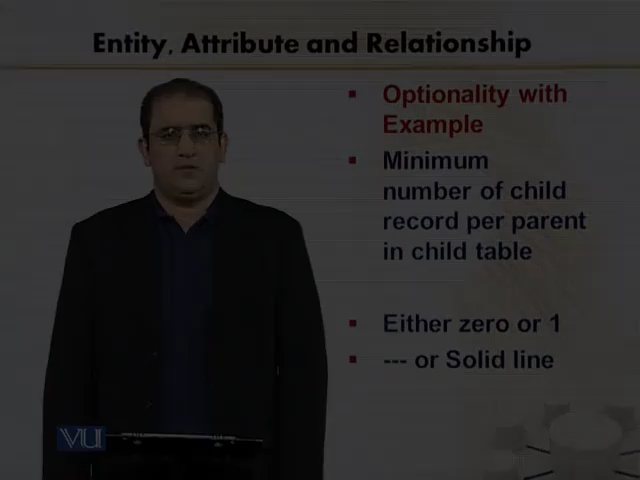 Entity, Attribute and Relationship
Optionality with
Example
Minimum
number of child
record per parent
in child table
Either zero or 1
--- or Solid line
VU